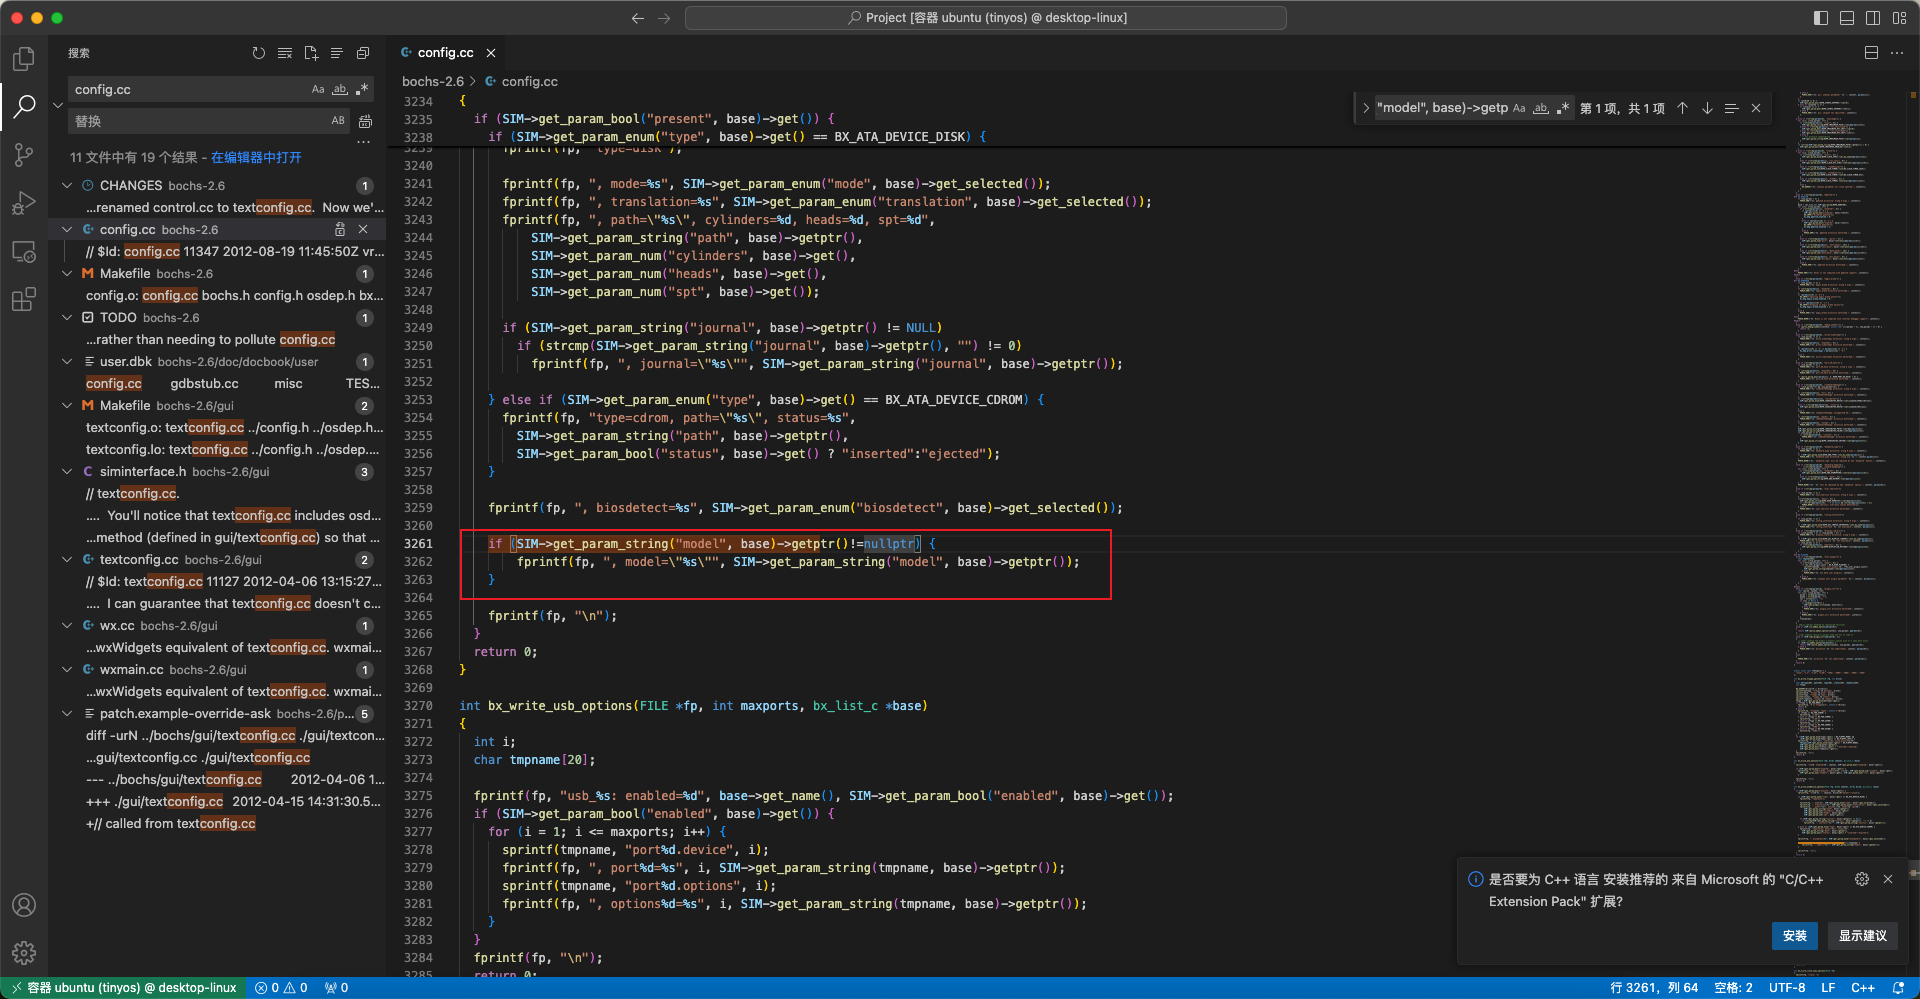 Project [容器 ubuntu (tinyos) @ desktop-linux]
搜索
config.cc
替换
11 文件中有 19 个结果 - 在编辑器中打开
CHANGES bochs-2.6 1
...renamed control.cc to textconfig.cc. Now we'...
config.cc bochs-2.6
// $Id: config.cc 11347 2012-08-19 11:45:50Z vr...
Makefile bochs-2.6 1
config.o: config.cc bochs.h config.h osdep.h bx...
TODO bochs-2.6 1
...rather than needing to pollute config.cc
user.dbk bochs-2.6/doc/docbook/user 1
config.cc gdbstub.cc misc TES...
Makefile bochs-2.6/gui 2
textconfig.o: textconfig.cc ../config.h ../osdep.h...
textconfig.lo: textconfig.cc ../config.h ../osdep....
siminterface.h bochs-2.6/gui 3
// textconfig.cc.
.... You'll notice that textconfig.cc includes osd...
...method (defined in gui/textconfig.cc) so that ...
textconfig.cc bochs-2.6/gui 2
// $Id: textconfig.cc 11127 2012-04-06 13:15:27...
.... I can guarantee that textconfig.cc doesn't c...
wx.cc bochs-2.6/gui 1
...wxWidgets equivalent of textconfig.cc. wxmai...
wxmain.cc bochs-2.6/gui 1
...wxWidgets equivalent of textconfig.cc. wxmai...
patch.example-override-ask bochs-2.6/p... 5
diff -urN ../bochs/gui/textconfig.cc ./gui/textcon...
...gui/textconfig.cc ./gui/textconfig.cc
--- ../bochs/gui/textconfig.cc 2012-04-06 1...
+++ ./gui/textconfig.cc 2012-04-15 14:31:30.5...
+// called from textconfig.cc
config.cc
bochs-2.6 > config.cc
"model", base)->getp Aa ab 第 1 项，共 1 项
3234 {
3235 if (SIM->get_param_bool("present", base)->get()) {
3238 if (SIM->get_param_enum("type", base)->get() == BX_ATA_DEVICE_DISK) {
3239 fprintf(fp, "type=disk");
3240
3241 fprintf(fp, ", mode=%s", SIM->get_param_enum("mode", base)->get_selected());
3242 fprintf(fp, ", translation=%s", SIM->get_param_enum("translation", base)->get_selected());
3243 fprintf(fp, ", path=\"%s\", cylinders=%d, heads=%d, spt=%d",
3244 SIM->get_param_string("path", base)->getptr(),
3245 SIM->get_param_num("cylinders", base)->get(),
3246 SIM->get_param_num("heads", base)->get(),
3247 SIM->get_param_num("spt", base)->get());
3248
3249 if (SIM->get_param_string("journal", base)->getptr() != NULL)
3250 if (strcmp(SIM->get_param_string("journal", base)->getptr(), "") != 0)
3251 fprintf(fp, ", journal=\"%s\"", SIM->get_param_string("journal", base)->getptr());
3252
3253 } else if (SIM->get_param_enum("type", base)->get() == BX_ATA_DEVICE_CDROM) {
3254 fprintf(fp, "type=cdrom, path=\"%s\", status=%s",
3255 SIM->get_param_string("path", base)->getptr(),
3256 SIM->get_param_bool("status", base)->get() ? "inserted":"ejected");
3257 }
3258
3259 fprintf(fp, ", biosdetect=%s", SIM->get_param_enum("biosdetect", base)->get_selected());
3260
3261 if (SIM->get_param_string("model", base)->getptr()!=nullptr) {
3262 fprintf(fp, ", model=\"%s\"", SIM->get_param_string("model", base)->getptr());
3263 }
3264
3265 fprintf(fp, "\n");
3266 }
3267 return 0;
3268 }
3269
3270 int bx_write_usb_options(FILE *fp, int maxports, bx_list_c *base)
3271 {
3272 int i;
3273 char tmpname[20];
3274
3275 fprintf(fp, "usb_%s: enabled=%d", base->get_name(), SIM->get_param_bool("enabled", base)->get());
3276 if (SIM->get_param_bool("enabled", base)->get()) {
3277 for (i = 1; i <= maxports; i++) {
3278 sprintf(tmpname, "port%d.device", i);
3279 fprintf(fp, ", port%d=%s", i, SIM->get_param_string(tmpname, base)->getptr());
3280 sprintf(tmpname, "port%d.options", i);
3281 fprintf(fp, ", options%d=%s", i, SIM->get_param_string(tmpname, base)->getptr());
3282 }
3283 }
3284 fprintf(fp, "\n");
3285 return 0;
是否要为 C++ 语言 安装推荐的 来自 Microsoft 的 "C/C++
Extension Pack" 扩展?
安装 显示建议
容器 ubuntu (tinyos) @ desktop-linux 0 0 0 行 3261，列 64 空格: 2 UTF-8 LF C++